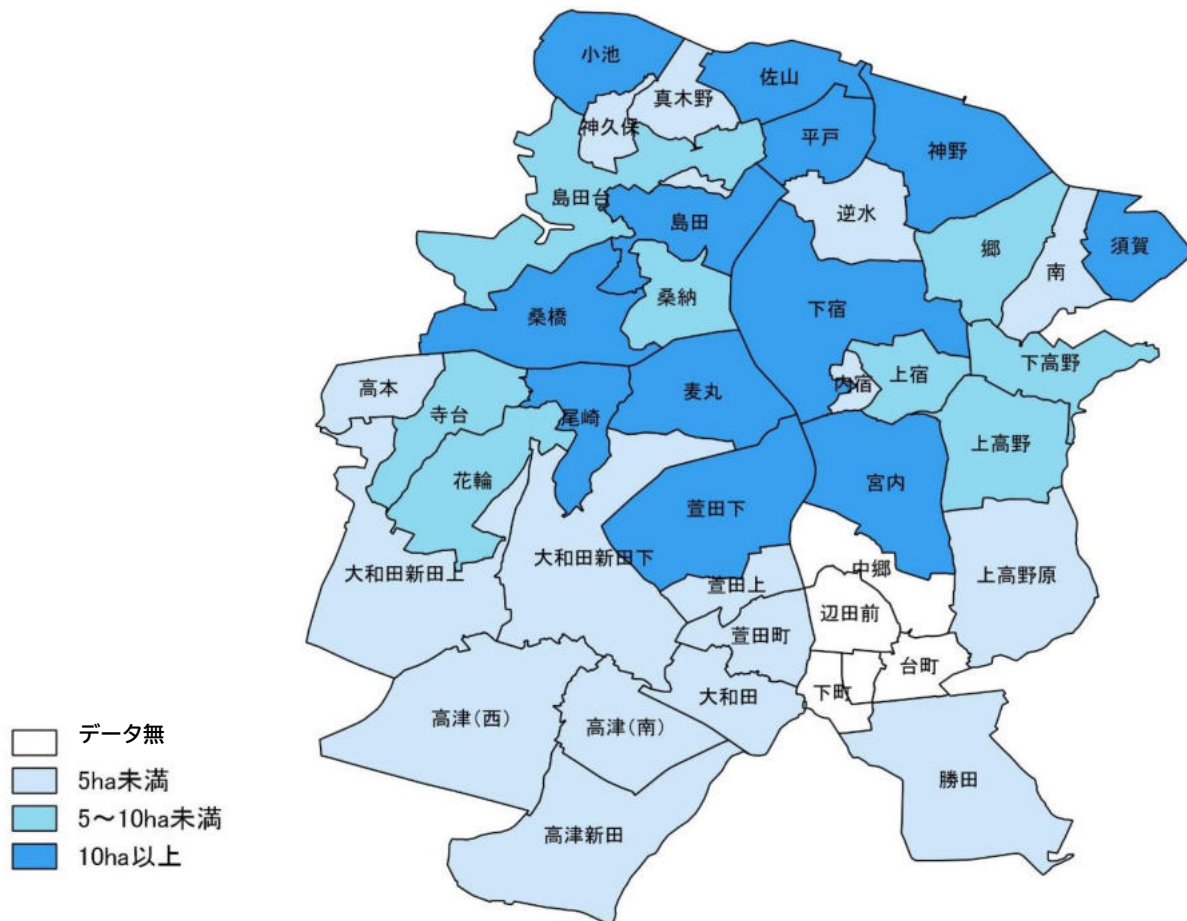 小池
佐山
真木野
神久保
平戸
神野
島田台
島田
逆水
郷
南
須賀
桑納
桑橋
下宿
下高野
高本
寺台
尾崎
麦丸
内宿
上宿
上高野
花輪
萱田下
宮内
大和田新田上
大和田新田下
萱田上
中郷
上高野原
辺田前
萱田町
台町
大和田
下町
高津(西)
高津(南)
勝田
高津新田
データ無
5ha未満
5～10ha未満
10ha以上